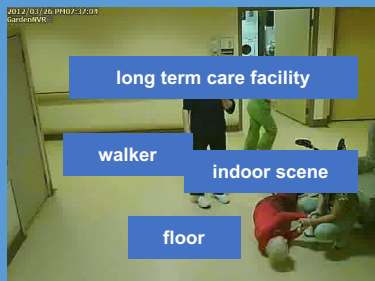 2012/03/26 PM07:37:04
GardenNVR
long term care facility
walker
indoor scene
floor